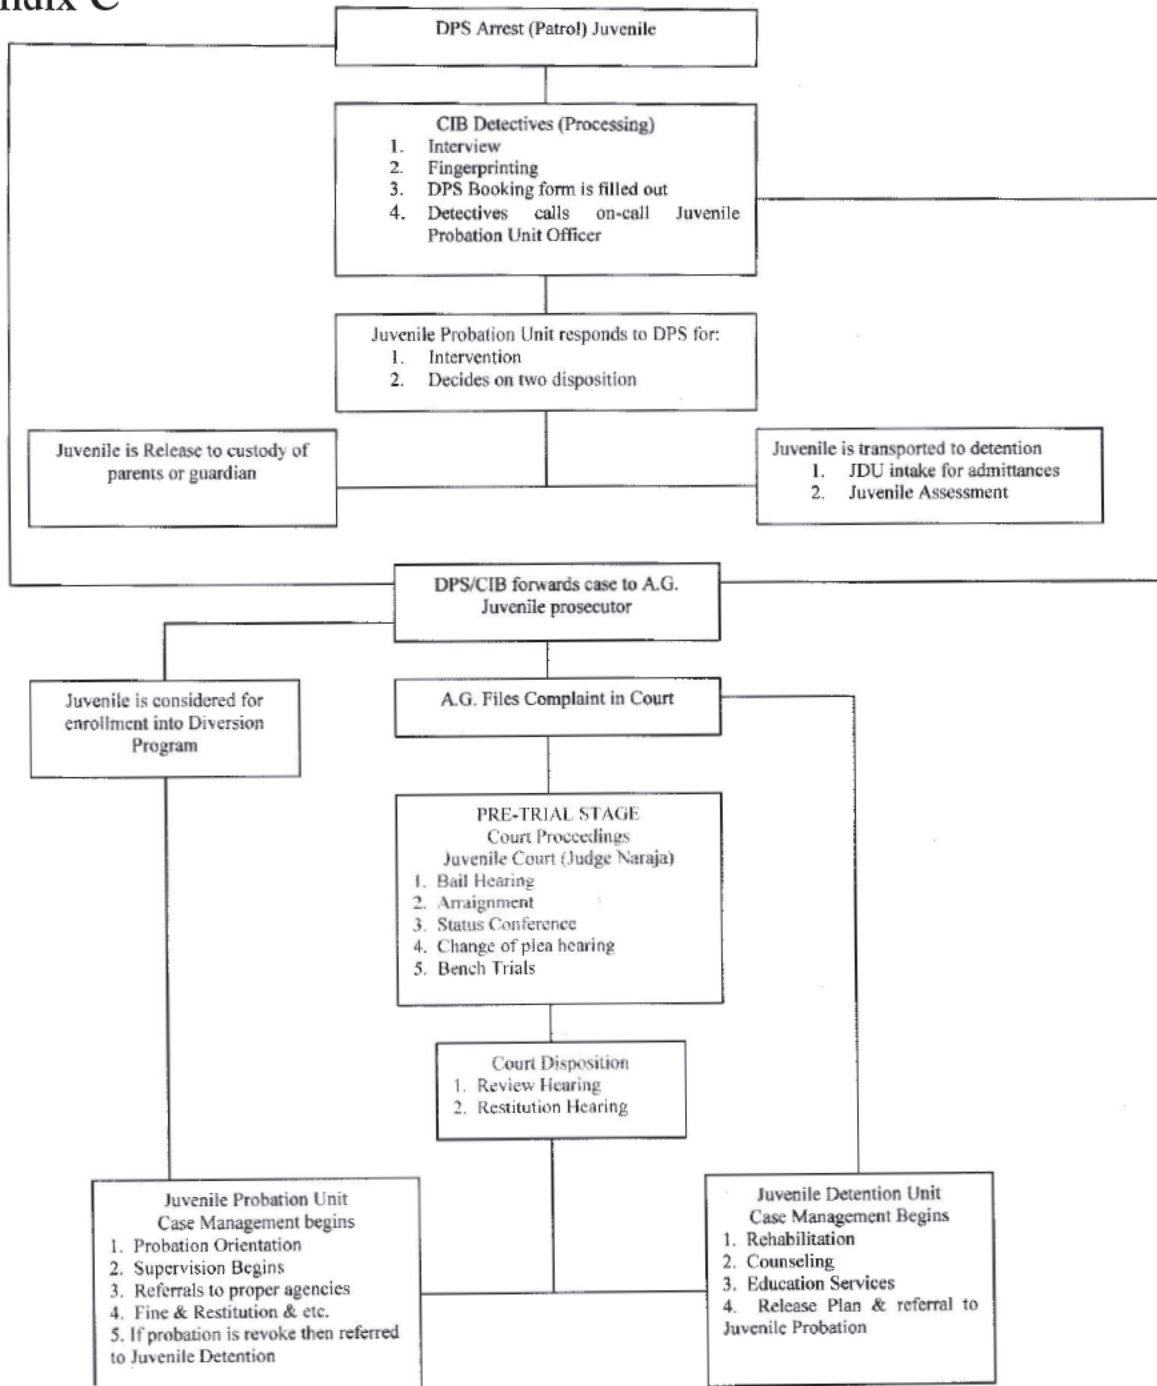 DPS Arrest (Patrol) Juvenile
CIB Detectives (Processing)
1. Interview
2. Fingerprinting
3. DPS Booking form is filled out
4. Detectives calls on-call Juvenile
Probation Unit Officer
Juvenile Probation Unit responds to DPS for:
1. Intervention
2. Decides on two disposition
Juvenile is Release to custody of
parents or guardian
Juvenile is transported to detention
1. JDU intake for admittances
2. Juvenile Assessment
DPS/CIB forwards case to A.G.
Juvenile prosecutor
Juvenile is considered for
enrollment into Diversion
Program
A.G. Files Complaint in Court
PRE-TRIAL STAGE
Court Proceedings
Juvenile Court (Judge Naraja)
1. Bail Hearing
2. Arraignment
3. Status Conference
4. Change of plea hearing
5. Bench Trials
Court Disposition
1. Review Hearing
2. Restitution Hearing
Juvenile Probation Unit
Case Management begins
1. Probation Orientation
2. Supervision Begins
3. Referrals to proper agencies
4. Fine & Restitution & etc.
5. If probation is revoke then referred
to Juvenile Detention
Juvenile Detention Unit
Case Management Begins
1. Rehabilitation
2. Counseling
3. Education Services
4. Release Plan & referral to
Juvenile Probation